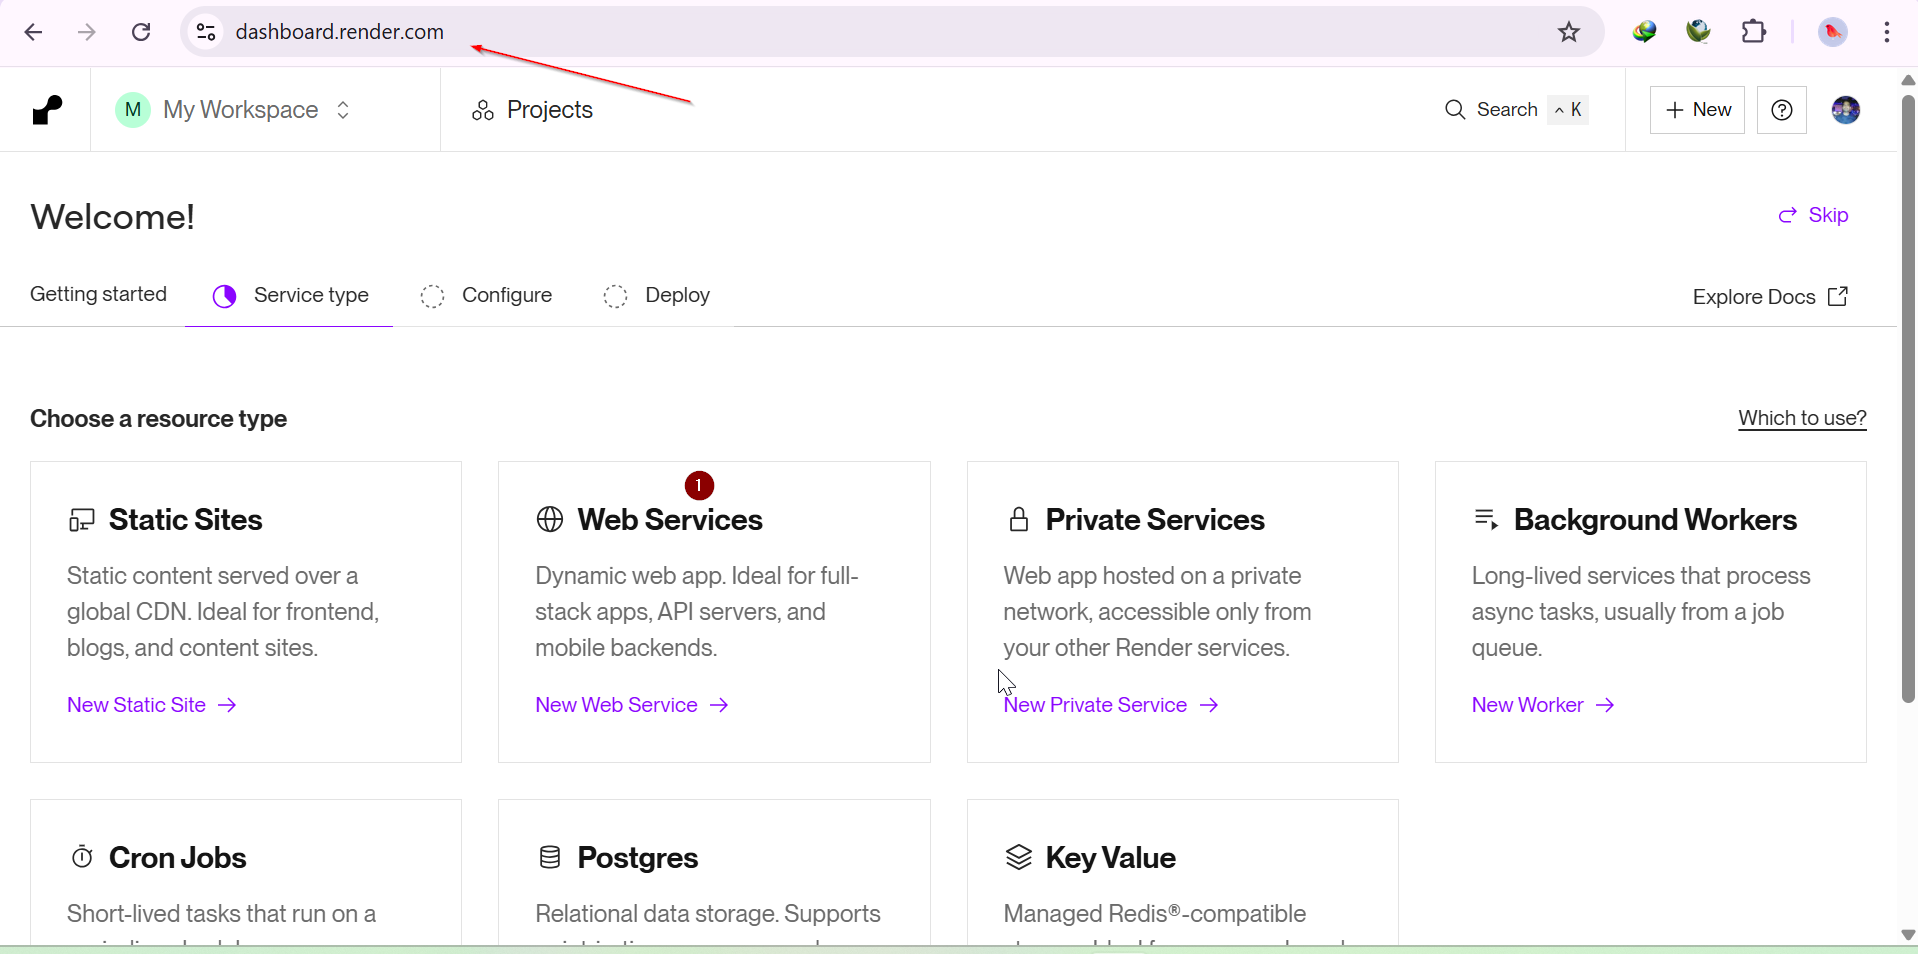 dashboard.render.com
M My Workspace
Projects
Search ^ K
+ New
Welcome!
Skip
Getting started
Service type
Configure
Deploy
Explore Docs
Choose a resource type
Which to use?
1
Static Sites
Static content served over a
global CDN. Ideal for frontend,
blogs, and content sites.
New Static Site →
Web Services
Dynamic web app. Ideal for full-
stack apps, API servers, and
mobile backends.
New Web Service →
Private Services
Web app hosted on a private
network, accessible only from
your other Render services.
New Private Service →
Background Workers
Long-lived services that process
async tasks, usually from a job
queue.
New Worker →
Cron Jobs
Short-lived tasks that run on a
Postgres
Relational data storage. Supports
Key Value
Managed Redis®-compatible